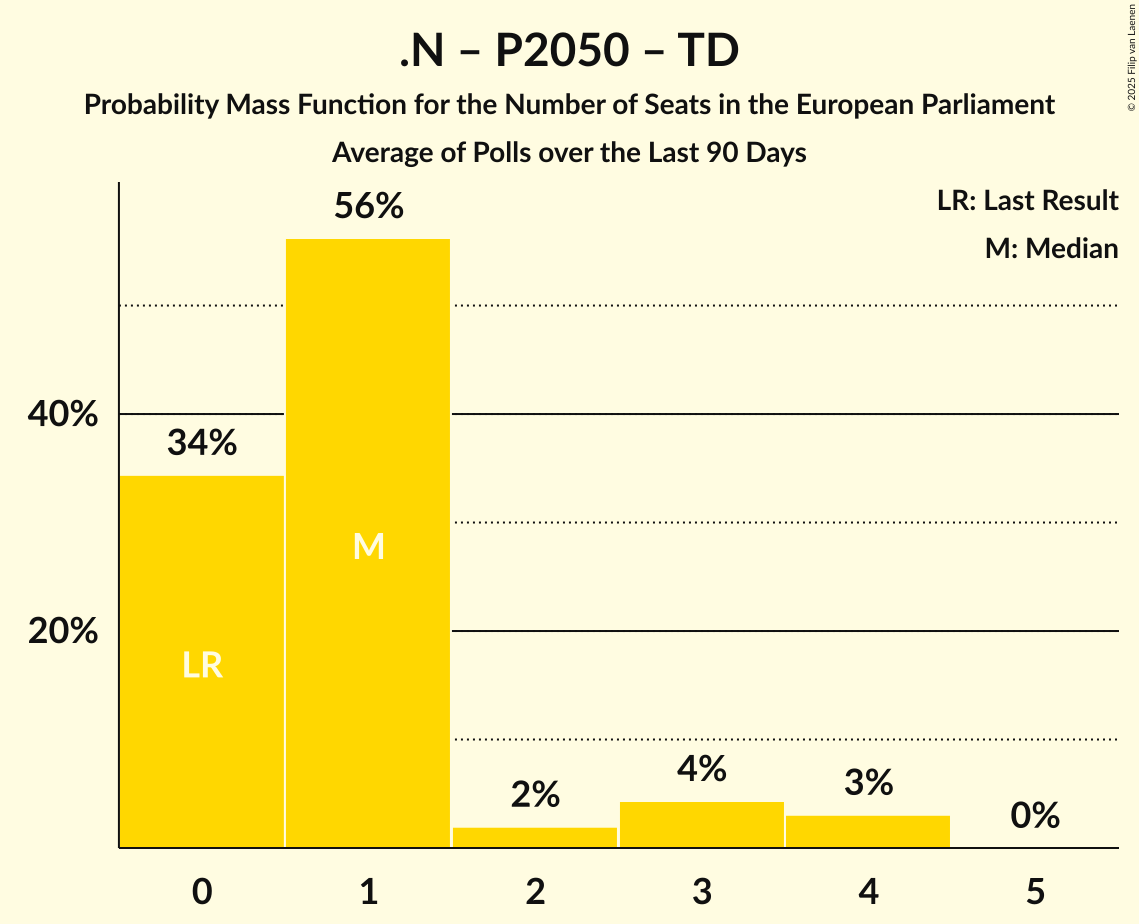 .N – P2050 – TD
Probability Mass Function for the Number of Seats in the European Parliament
Average of Polls over the Last 90 Days
© 2025 Filip van Laenen
LR: Last Result
M: Median
56%
40%
34%
M
20%
LR
2%
4%
3%
0%
0 1 2 3 4 5